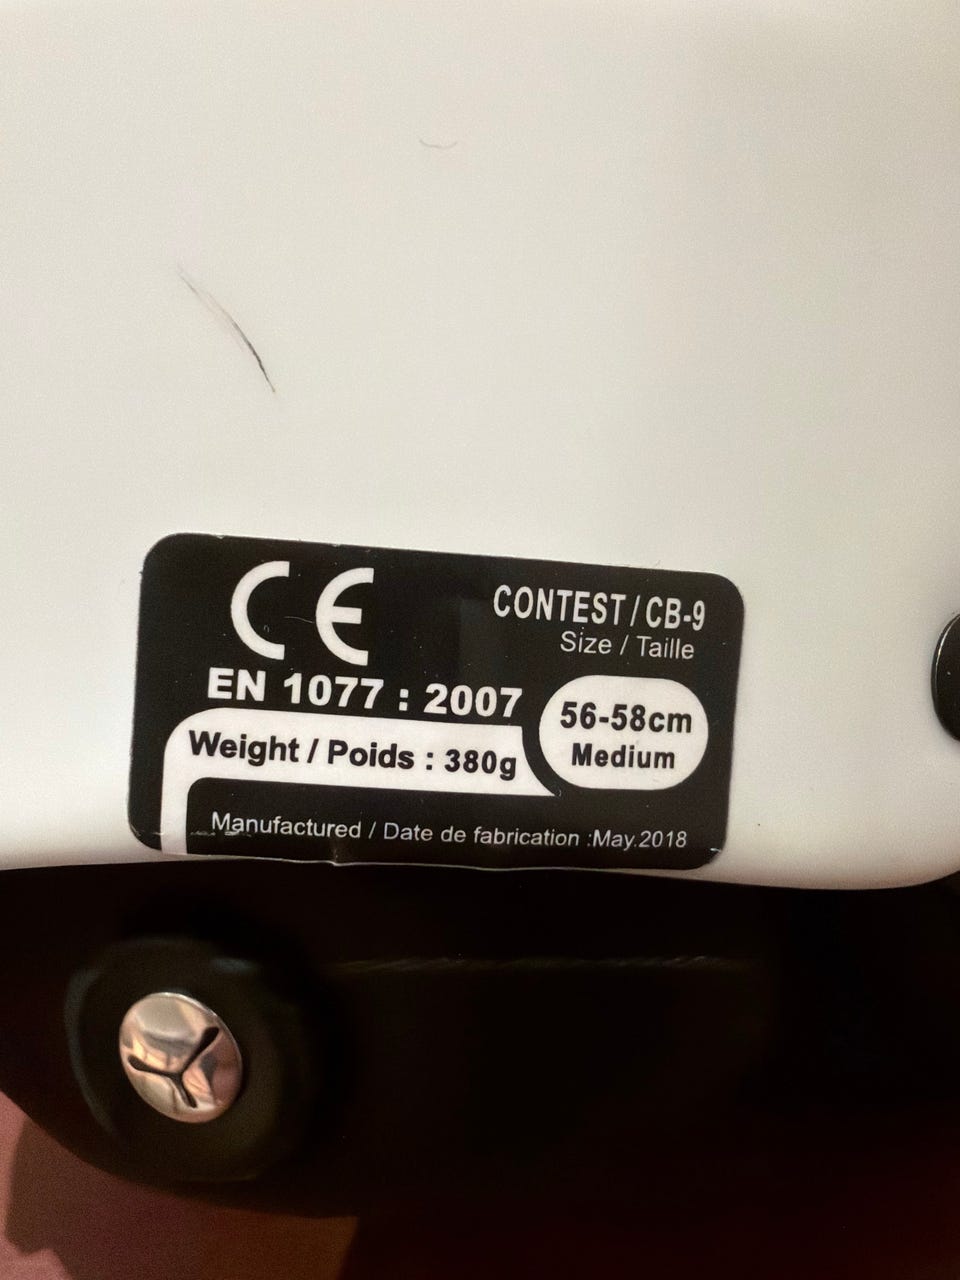 CE
CONTEST / CB-9
Size / Taille
EN 1077 : 2007
56-58cm
Medium
Weight / Poids : 380g
Manufactured / Date de fabrication :May.2018